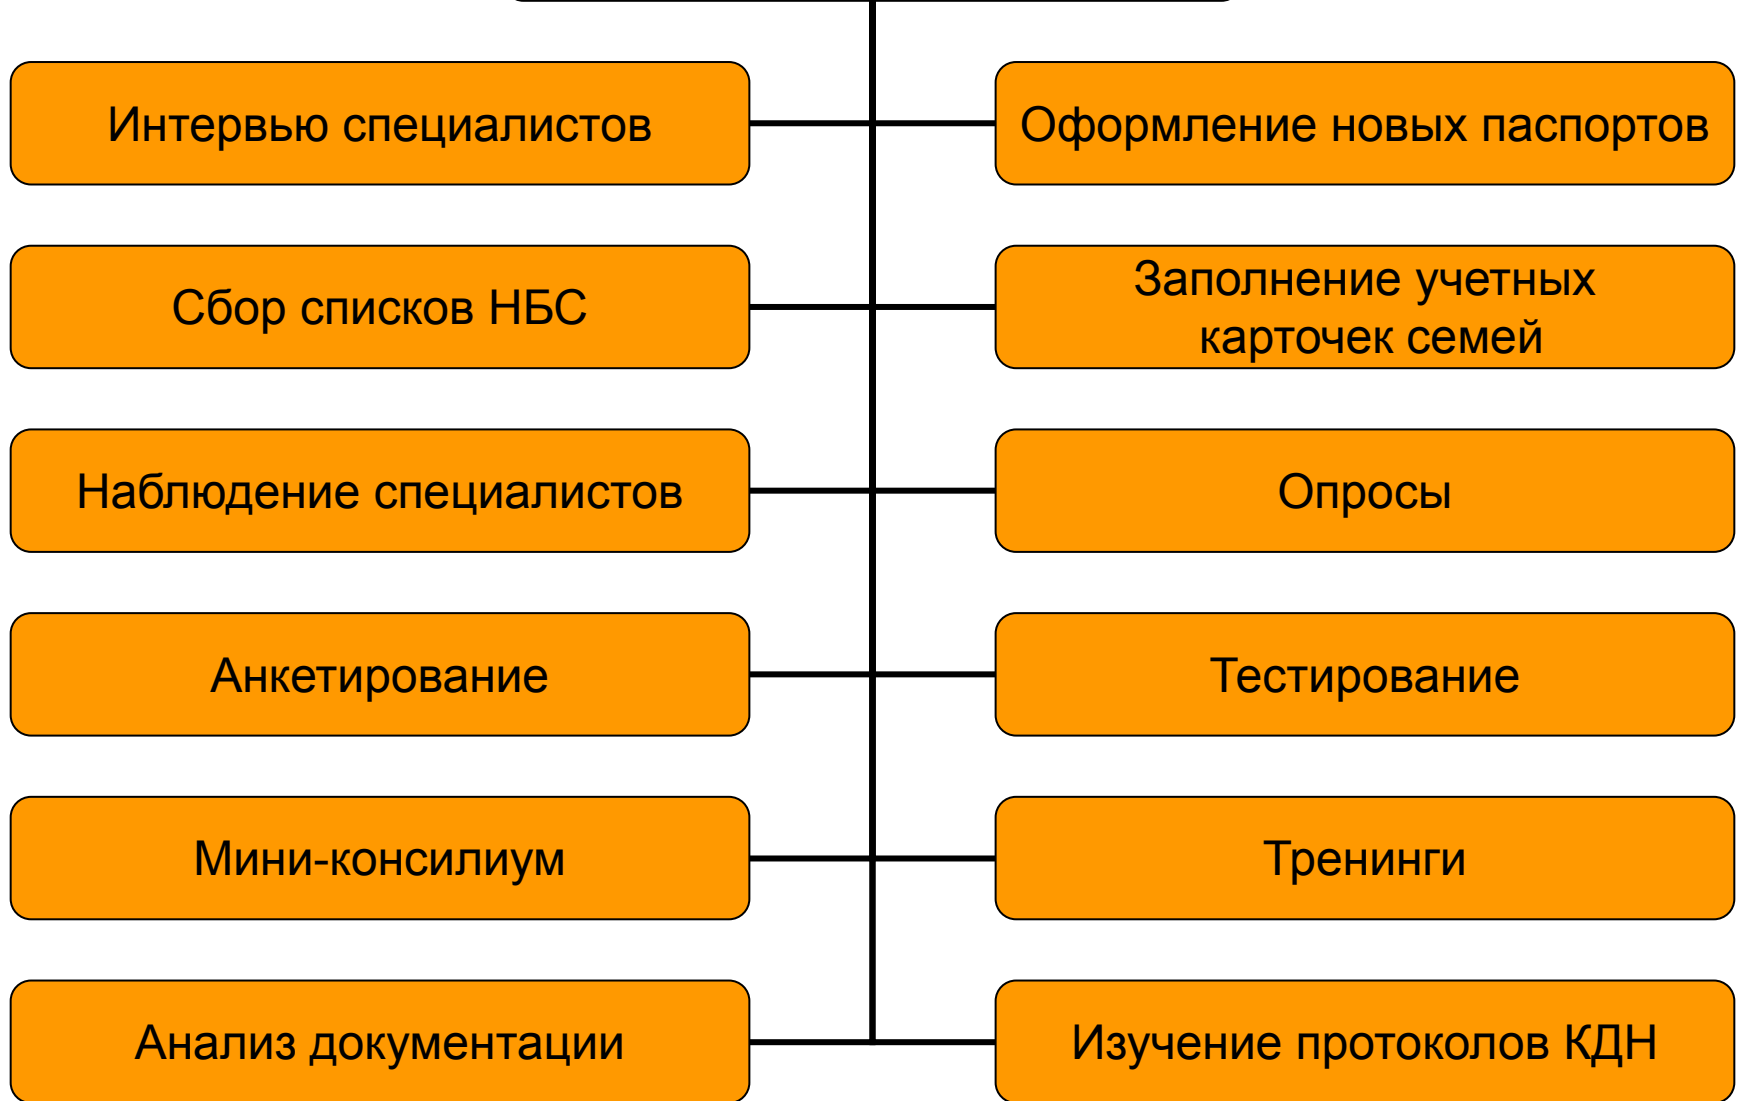 Интервью специалистов
Оформление новых паспортов
Сбор списков НБС
Заполнение учетных
карточек семей
Наблюдение специалистов
Опросы
Анкетирование
Тестирование
Мини-консилиум
Тренинги
Анализ документации
Изучение протоколов КДН